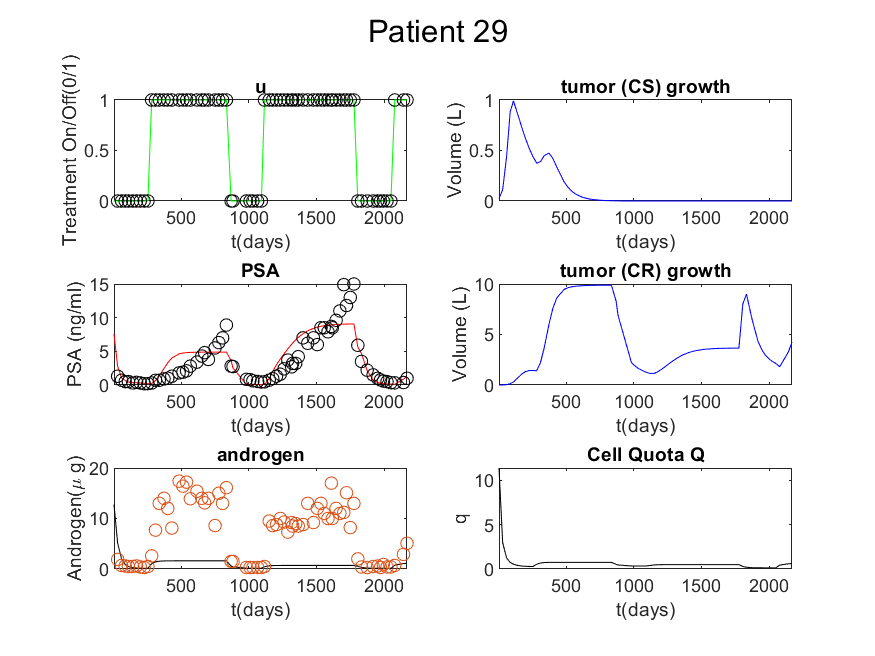 Patient 29
u
Treatment On/Off(0/1)
1
0.5
0
500 1000 1500 2000
t(days)
tumor (CS) growth
Volume (L)
1
0.5
0
500 1000 1500 2000
t(days)
PSA
PSA (ng/ml)
15
10
5
0
500 1000 1500 2000
t(days)
tumor (CR) growth
Volume (L)
10
5
0
500 1000 1500 2000
t(days)
androgen
Androgen(μ g)
20
10
0
500 1000 1500 2000
t(days)
Cell Quota Q
q
10
5
0
500 1000 1500 2000
t(days)